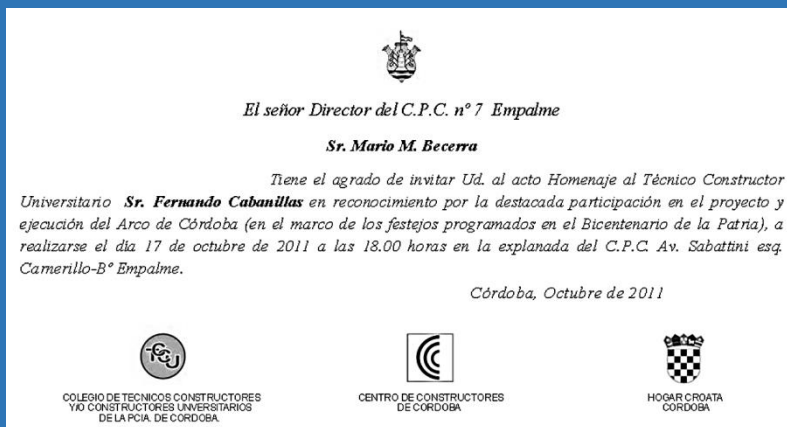 El señor Director del C.P.C. nº 7 Empalme
Sr. Mario M. Becerra
Tiene el agrado de invitar Ud. al acto Homenaje al Técnico Constructor
Universitario Sr. Fernando Cabanillas en reconocimiento por la destacada participación en el proyecto y
ejecución del Arco de Córdoba (en el marco de los festejos programados en el Bicentenario de la Patria), a
realizarse el día 17 de octubre de 2011 a las 18.00 horas en la explanada del C.P.C. Av. Sabattini esq.
Camerillo-Bº Empalme.
Córdoba, Octubre de 2011
COLEGIO DE TECNICOS CONSTRUCTORES
Y/O CONSTRUCTORES UNVERSITARIOS
DE LA PCIA. DE CORDOBA.
CENTRO DE CONSTRUCTORES
DE CORDOBA
HOGAR CROATA
CORDOBA